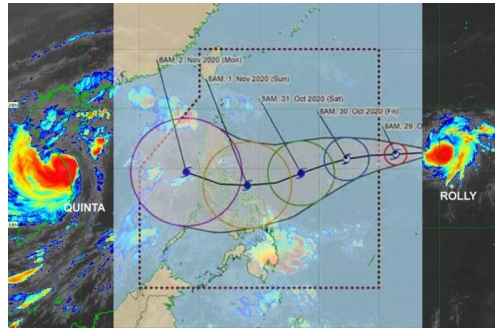 8AM, 2 Nov 2020 (Mon)
8AM, 1 Nov 2020 (Sun)
8AM, 31 Oct 2020 (Sat)
8AM, 30 Oct 2020 (Fri)
8AM, 29 O
QUINTA
ROLLY